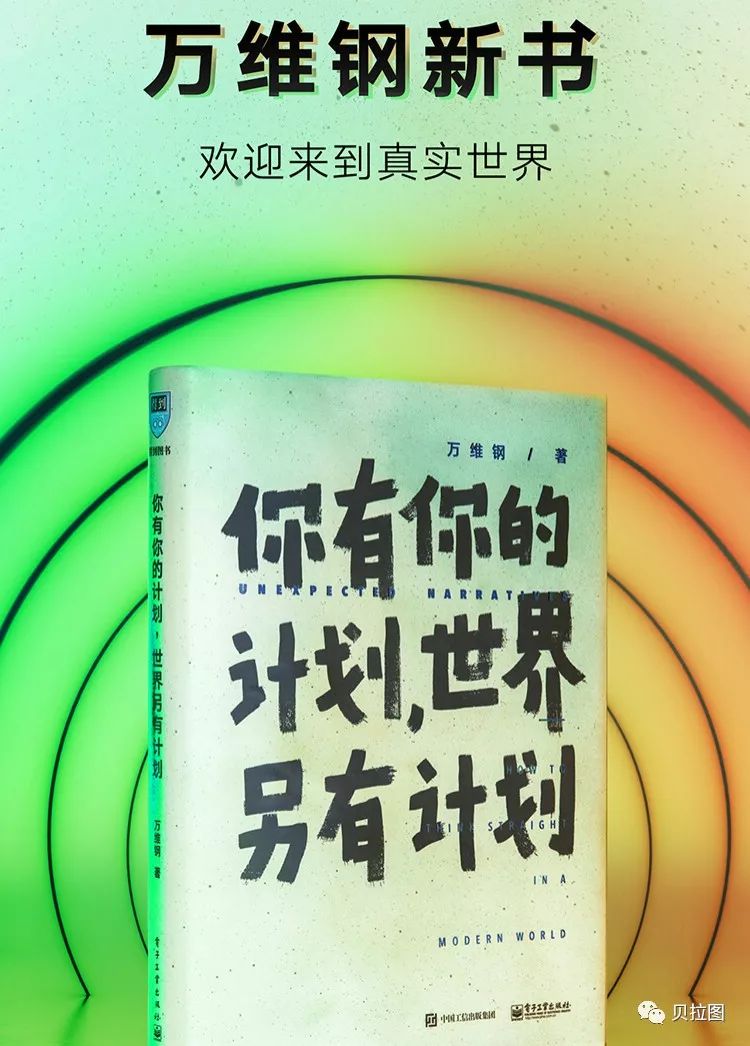 万维钢新书
欢迎来到真实世界
得到
得到图书
你有你的计划，世界另有计划
万维钢 著
电子工业出版社
万维钢 / 著
你有你的
UNEXPECTED NARRATIVES
计划,世界
另有计划
HOW TO
THINK STRAIGHT
IN A
MODERN WORLD
中国工信出版集团
电子工业出版社
贝拉图